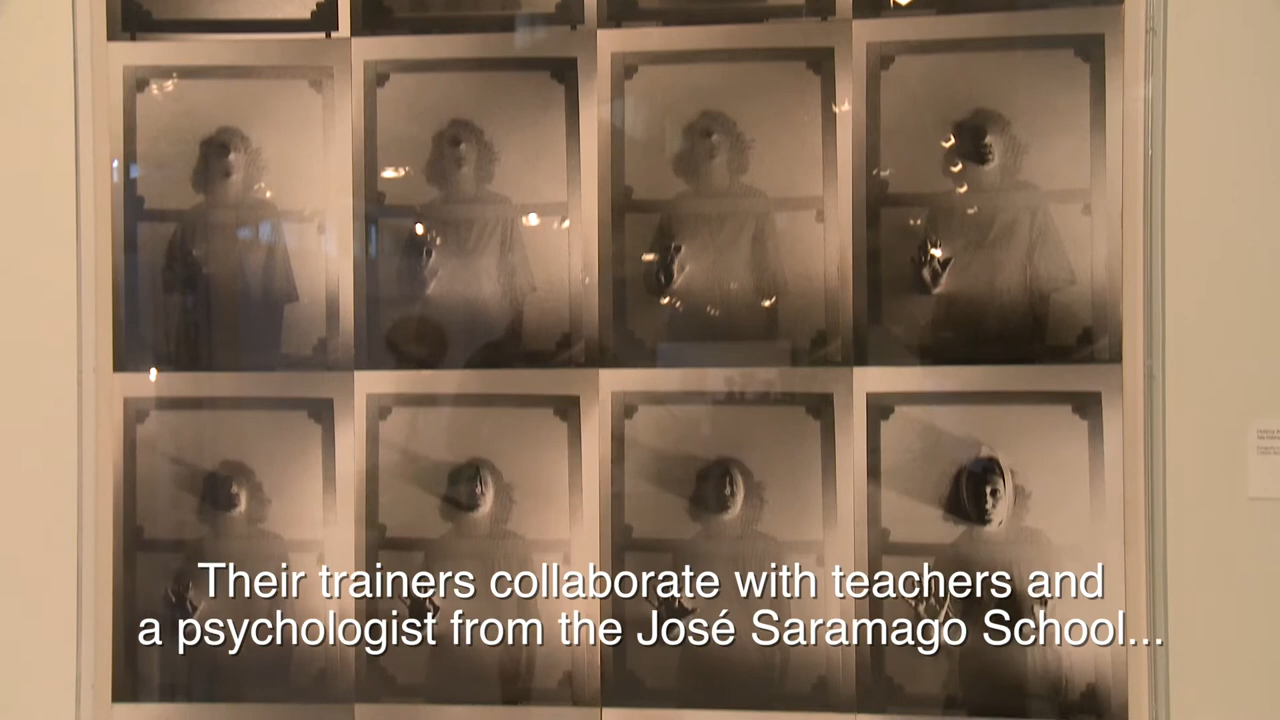 Their trainers collaborate with teachers and
a psychologist from the José Saramago School...